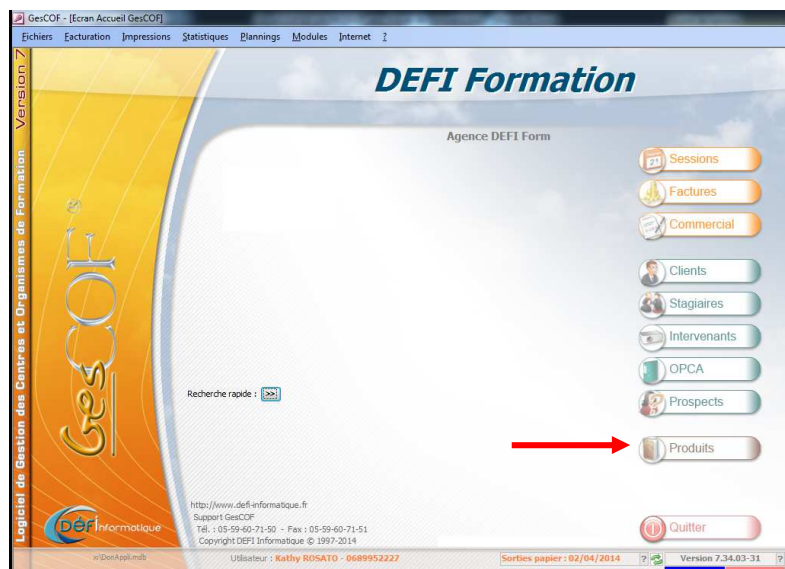 GesCOF - [Ecran Accueil GesCOF]
Eichiers Facturation Impressions Statistiques Plannings Modules Internet ?
Version 7
Logiciel de Gestion des Centres et Organismes de Formation
GesCOF
DEFI Formation
Agence DEFI Form
Sessions
Factures
Commercial
Clients
Stagiaires
Intervenants
OPCA
Prospects
Recherche rapide : >>
Produits
http://www.defi-informatique.fr
Support GesCOF
Tél. : 05-59-60-71-50 - Fax : 05-59-60-71-51
Copyright DEFI Informatique © 1997-2014
DéFInformatique
Quitter
Utilisateur : Kathy ROSATO - 0689952227
Sorties papier : 02/04/2014
?
Version 7.34.03-31
?